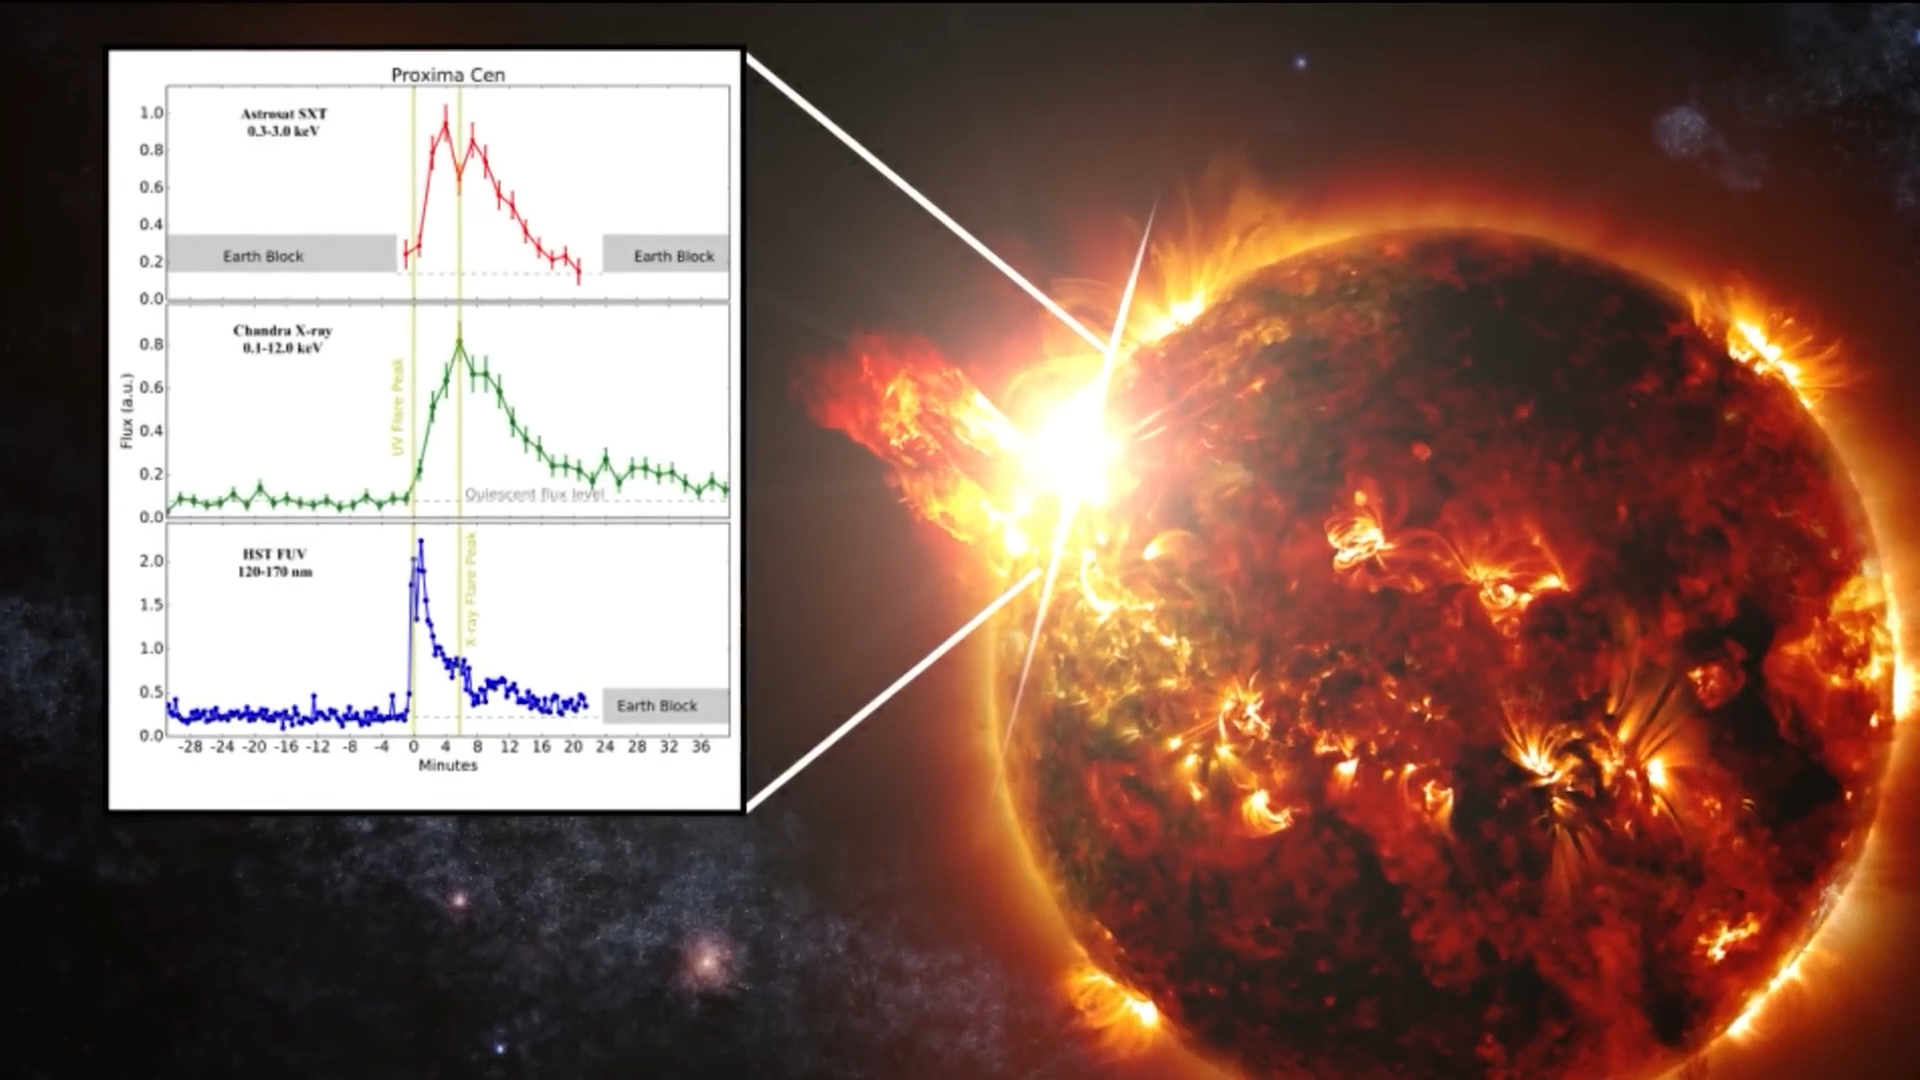 Proxima Cen
Astrosat SXT
0.3-3.0 keV
1.0
0.8
0.6
0.4
0.2
0.0
Earth Block
Earth Block
Chandra X-ray
0.1-12.0 keV
0.8
0.6
0.4
0.2
0.0
Flux (a.u.)
UV Flare Peak
Quiescent flux level
HST FUV
120-170 nm
2.0
1.5
1.0
0.5
0.0
X-ray Flare Peak
Earth Block
-28 -24 -20 -16 -12 -8 -4 0 4 8 12 16 20 24 28 32 36
Minutes